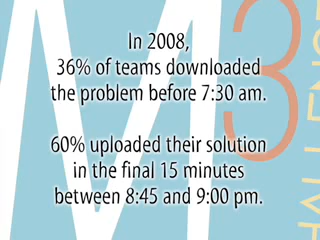 In 2008,
36% of teams downloaded
the problem before 7:30 am.
60% uploaded their solution
in the final 15 minutes
between 8:45 and 9:00 pm.
M
3